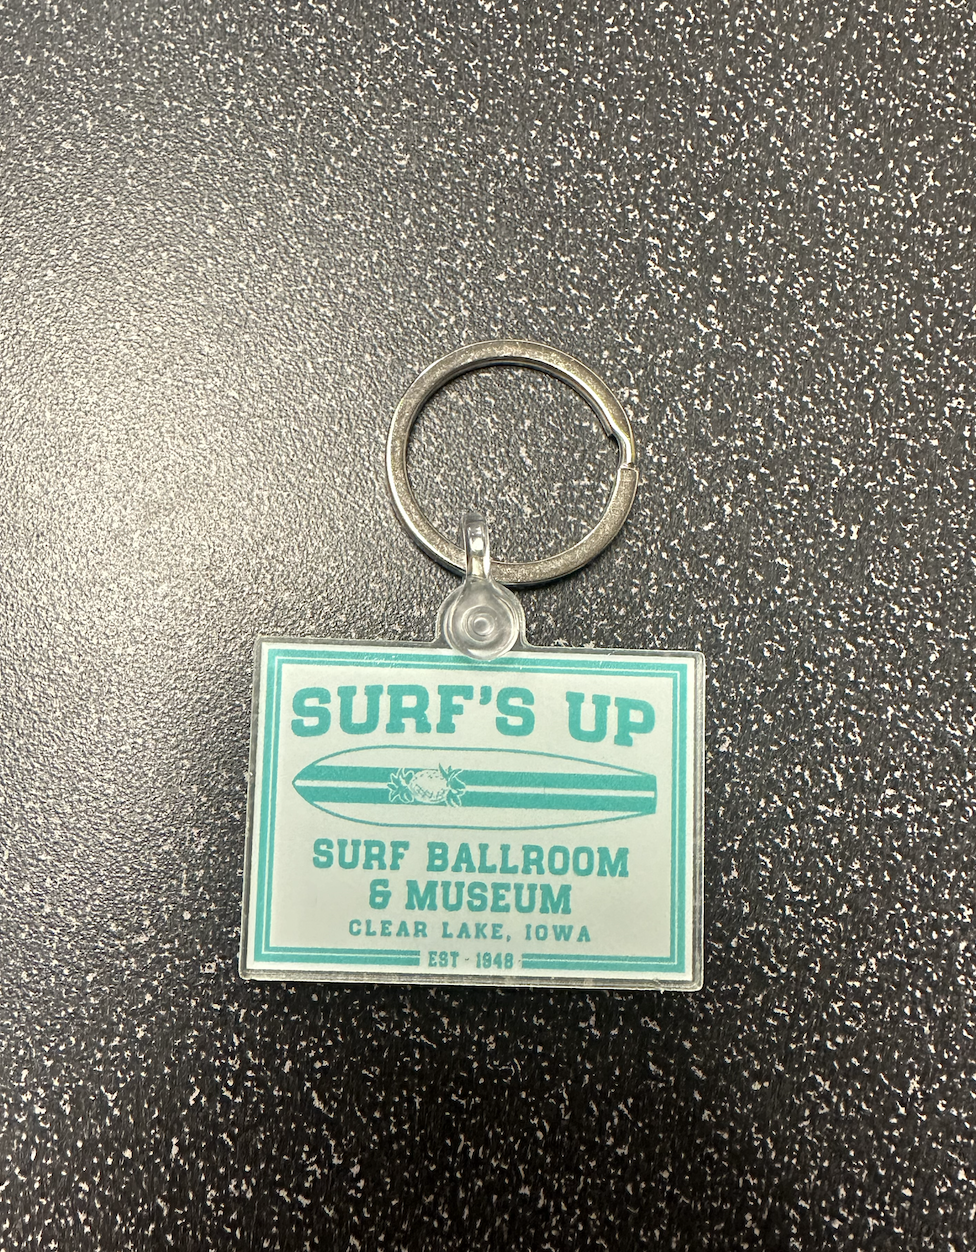 SURF'S UP
SURF BALLROOM
& MUSEUM
CLEAR LAKE, IOWA
EST - 1948